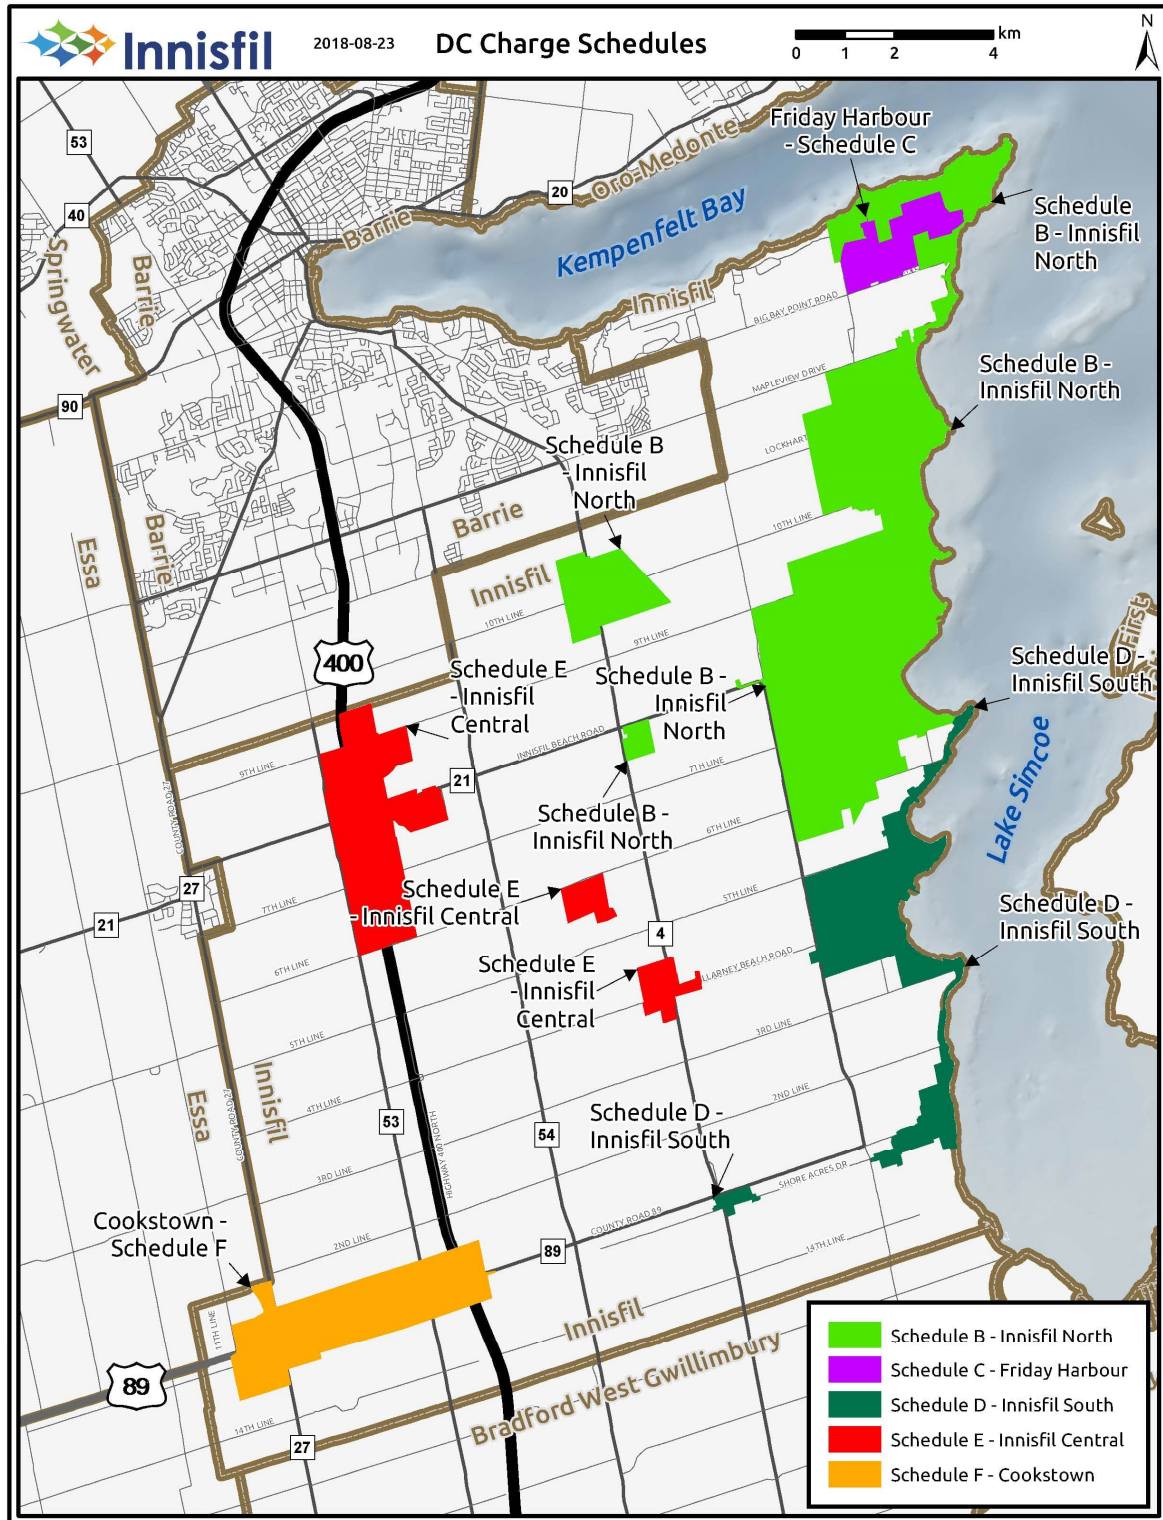 Innisfil
2018-08-23
DC Charge Schedules
0 1 2 4 km
N
53
Friday Harbour
- Schedule C
20
Oro-Medonte
40
Barrie
Kempenfelt Bay
Schedule
B - Innisfil
North
Springwater
Barrie
Innisfil
BIG BAY POINT ROAD
90
MAPLEVIEW DRIVE
Schedule B -
Innisfil North
LOCKHART
Schedule B
- Innisfil
North
Barrie
10TH LINE
Essa
Barrie
Innisfil
10TH LINE
9TH LINE
First
400
Schedule E
- Innisfil
Central
Schedule B -
Innisfil
North
Schedule D -
Innisfil South
INNISFIL BEACH ROAD
9TH LINE
21
7TH LINE
Lake Simcoe
COUNTY ROAD 27
Schedule B -
Innisfil North
6TH LINE
27
7TH LINE
Schedule E
- Innisfil Central
5TH LINE
21
4
Schedule D -
Innisfil South
6TH LINE
Schedule E
- Innisfil
Central
LLARNEY BEACH ROAD
5TH LINE
3RD LINE
Essa
Innisfil
COUNTY ROAD 27
4TH LINE
53
HIGHWAY 400 NORTH
54
2ND LINE
Schedule D -
Innisfil South
3RD LINE
SHORE ACRES DR
Cookstown -
Schedule F
2ND LINE
COUNTY ROAD 89
89
14TH LINE
11TH LINE
Innisfil
89
Bradford West Gwillimbury
14TH LINE
27
Schedule B - Innisfil North
Schedule C - Friday Harbour
Schedule D - Innisfil South
Schedule E - Innisfil Central
Schedule F - Cookstown